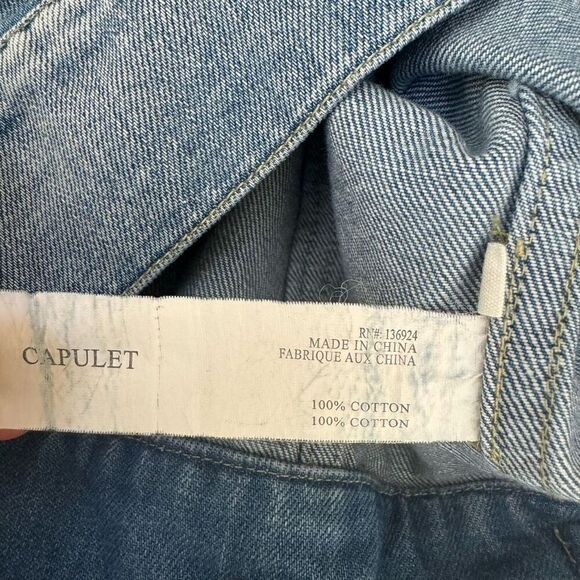 CAPULET
RN#: 136924
MADE IN CHINA
FABRIQUE AUX CHINA
100% COTTON
100% COTTON